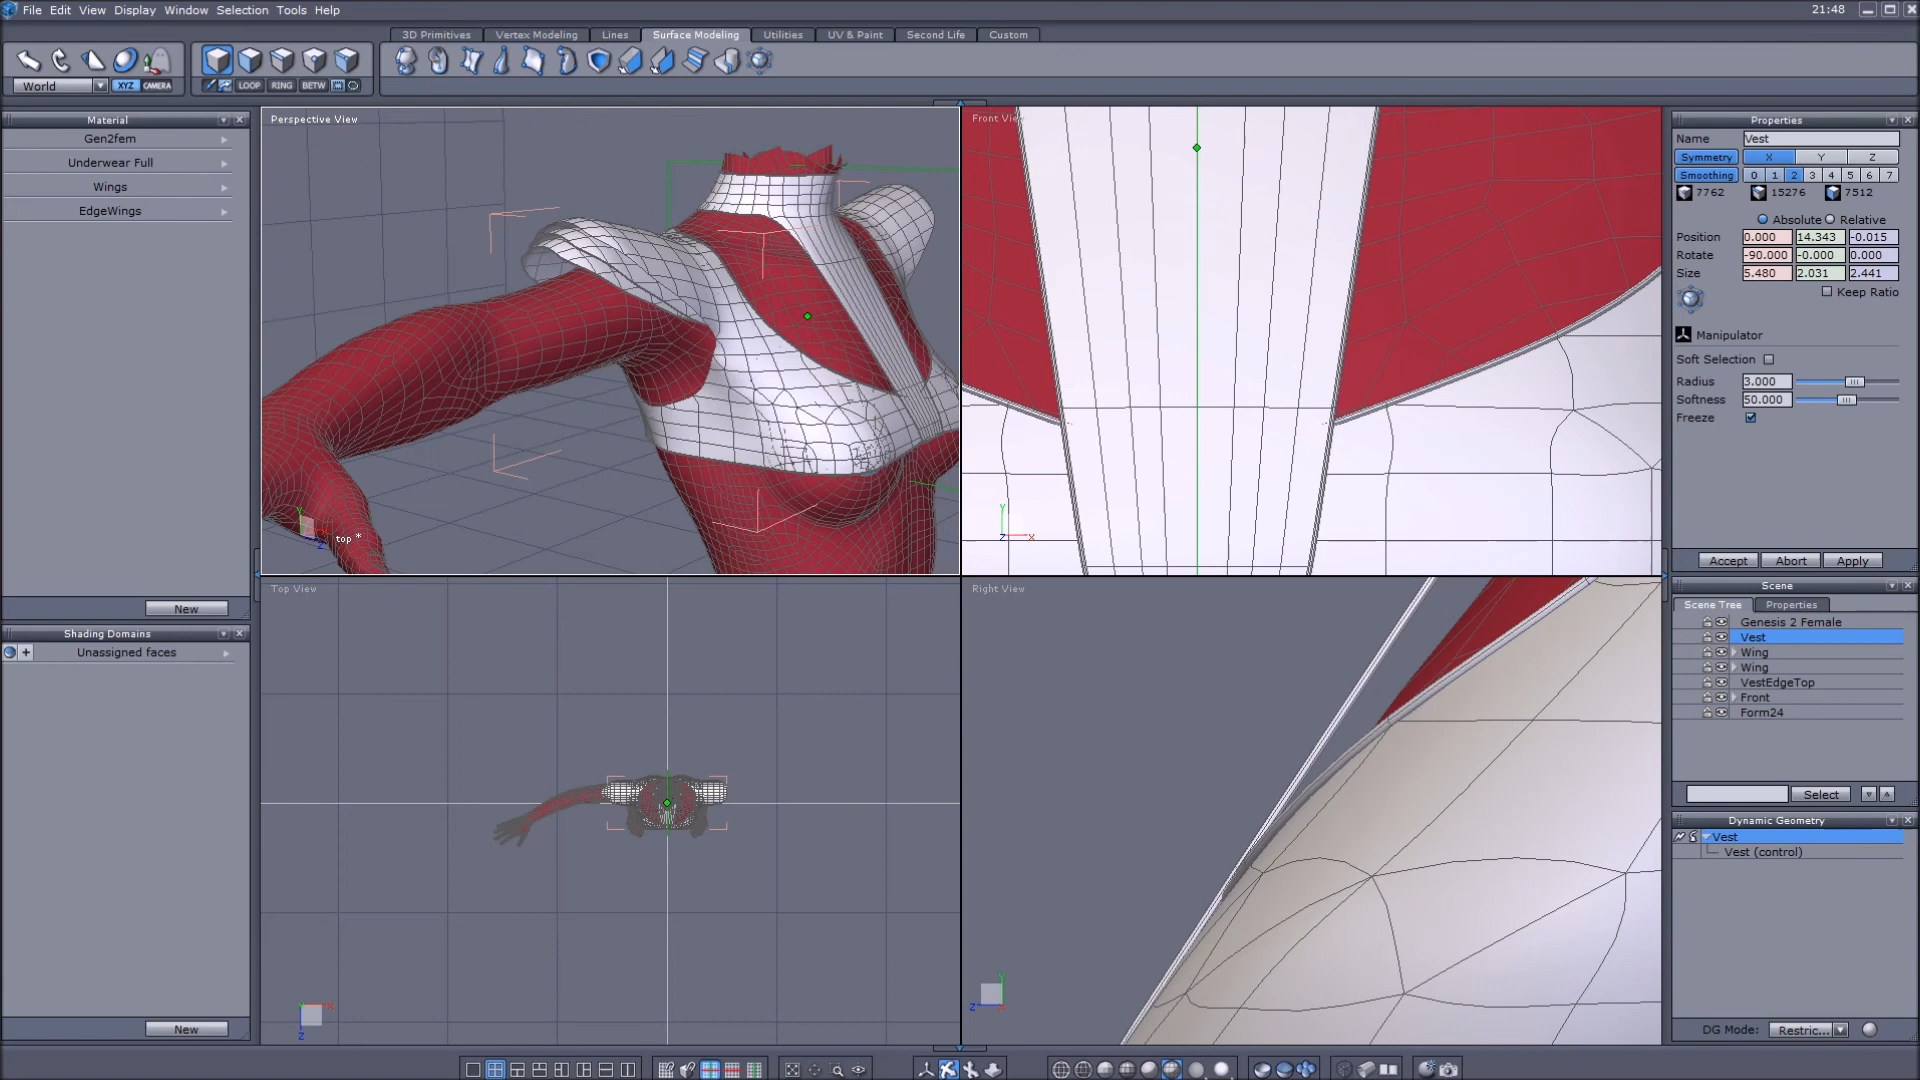 File Edit View Display Window Selection Tools Help
21:48
3D Primitives Vertex Modeling Lines Surface Modeling Utilities UV & Paint Second Life Custom
World XYZ CAMERA LOOP RING BETW
Material
Gen2fem
Underwear Full
Wings
EdgeWings
New
Shading Domains
Unassigned faces
New
Perspective View
Y
Z
top *
Front View
Y
Z X
Top View
X
Z
Right View
Y
Z X
Properties
Name Vest
Symmetry X Y Z
Smoothing 0 1 2 3 4 5 6 7
7762 15276 7512
Absolute Relative
Position 0.000 14.343 -0.015
Rotate -90.000 -0.000 0.000
Size 5.480 2.031 2.441
Keep Ratio
Manipulator
Soft Selection
Radius 3.000
Softness 50.000
Freeze
Accept Abort Apply
Scene
Scene Tree Properties
Genesis 2 Female
Vest
Wing
Wing
VestEdgeTop
Front
Form24
Select
Dynamic Geometry
Vest
Vest (control)
DG Mode: Restric...